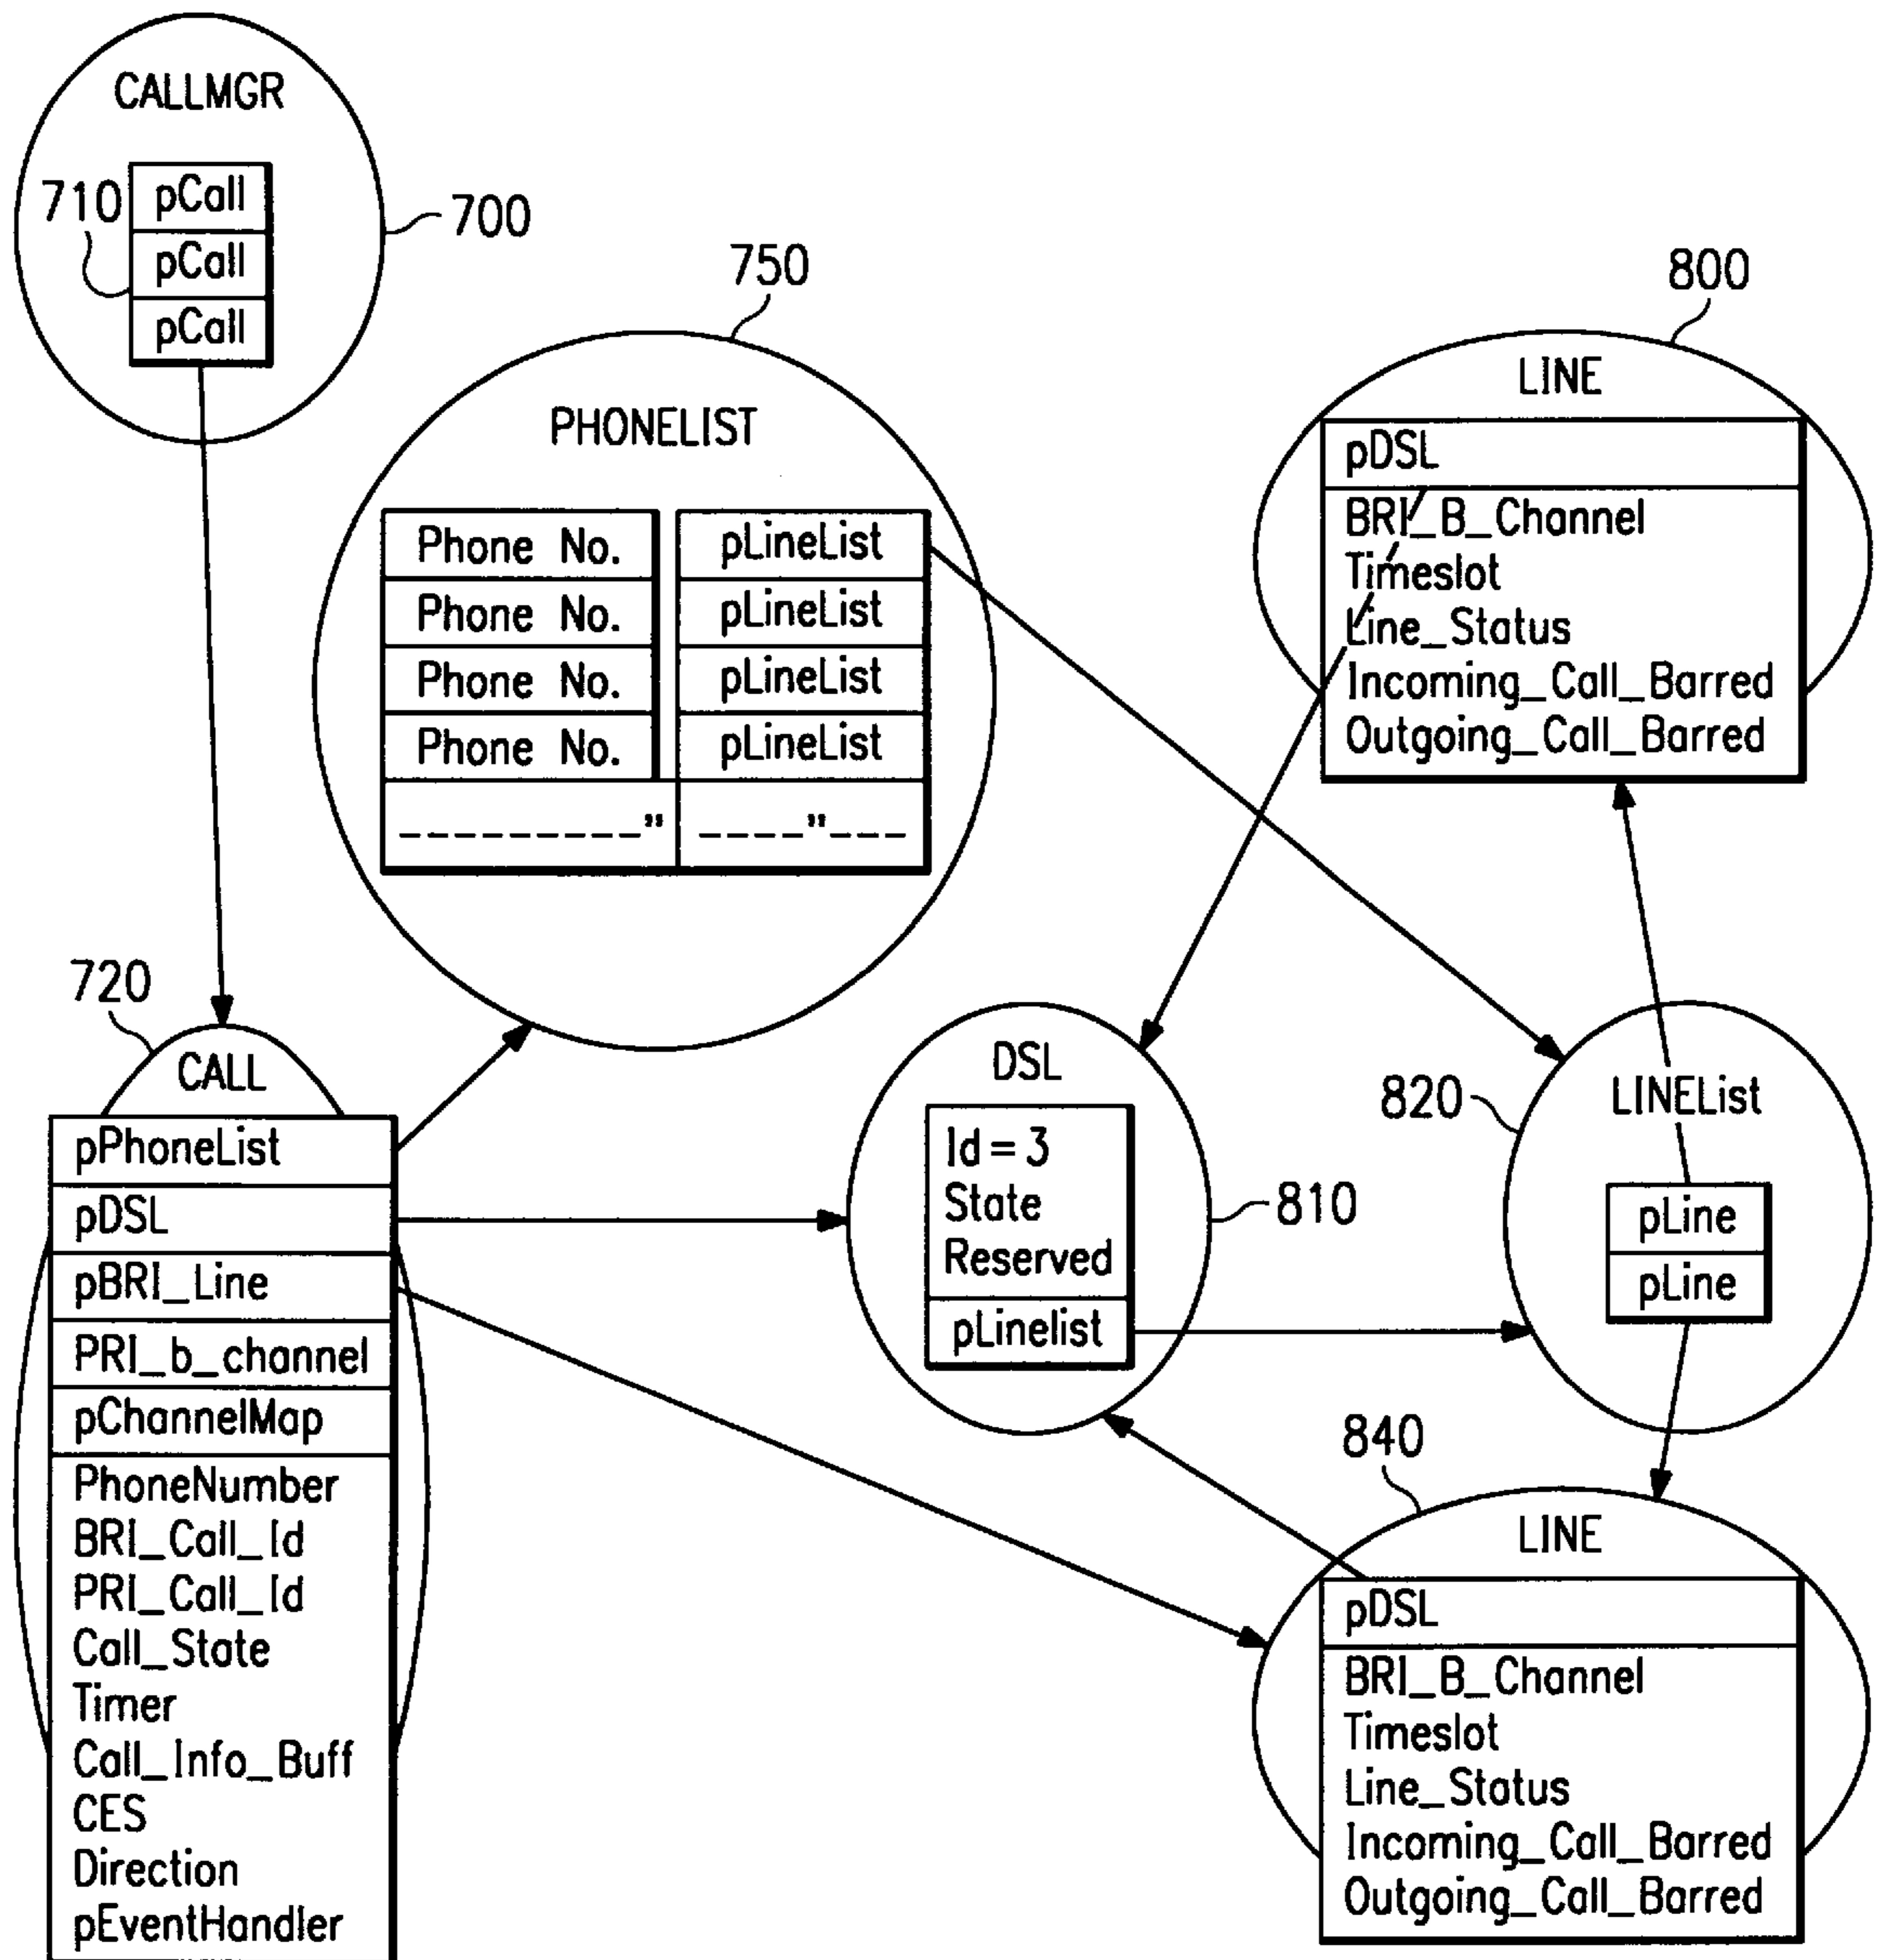 CALLMGR
710
pCall
pCall
pCall
700
750
PHONELIST
Phone No. pLineList
Phone No. pLineList
Phone No. pLineList
Phone No. pLineList
__________" ____"___
800
LINE
pDSL
BRI_B_Channel
Timeslot
Line_Status
Incoming_Call_Barred
Outgoing_Call_Barred
720
CALL
pPhoneList
pDSL
pBRI_Line
PRI_b_channel
pChannelMap
PhoneNumber
BRI_Call_Id
PRI_Call_Id
Call_State
Timer
Call_Info_Buff
CES
Direction
pEventHandler
DSL
Id=3
State
Reserved
pLinelist
810
820
LINEList
pLine
pLine
840
LINE
pDSL
BRI_B_Channel
Timeslot
Line_Status
Incoming_Call_Barred
Outgoing_Call_Barred